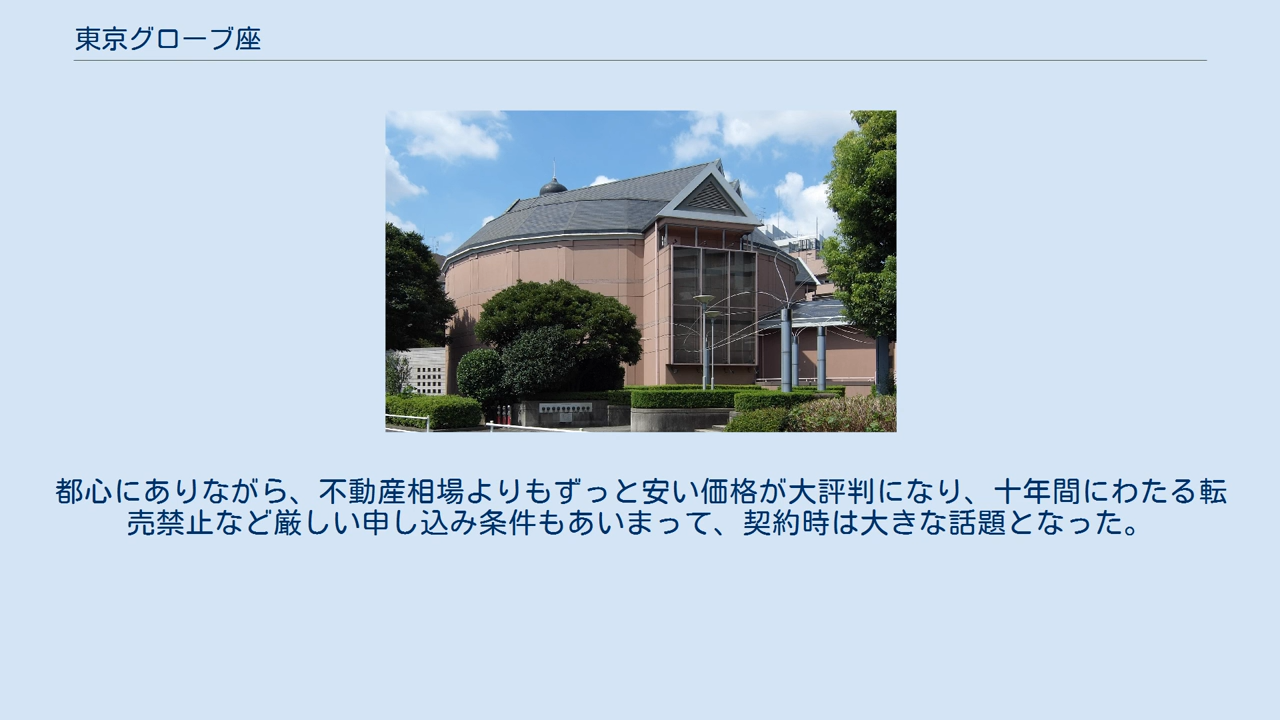 東京グローブ座
都心にありながら、不動産相場よりもずっと安い価格が大評判になり、十年間にわたる転
売禁止など厳しい申し込み条件もあいまって、契約時は大きな話題となった。